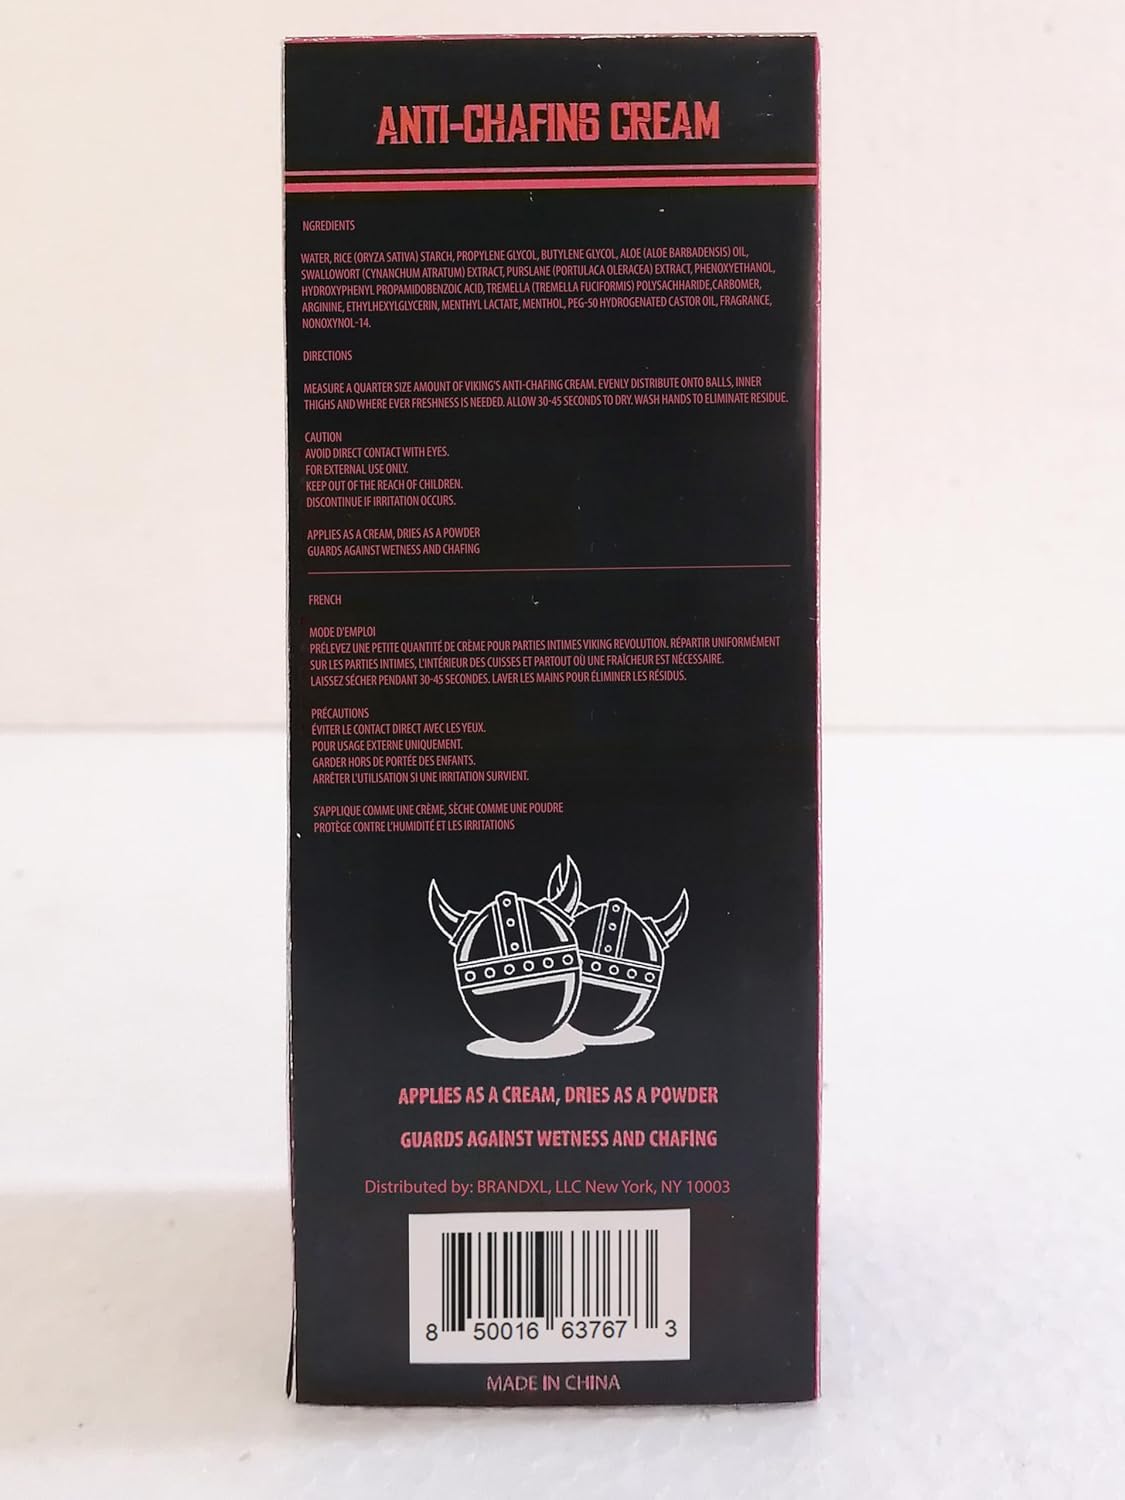 ANTI-CHAFING CREAM
NGREDIENTS
WATER, RICE (ORYZA SATIVA) STARCH, PROPYLENE GLYCOL, BUTYLENE GLYCOL, ALOE (ALOE BARBADENSIS) OIL,
SWALLOWORT (CYNANCHUM ATRATUM) EXTRACT, PURSLANE (PORTULACA OLERACEA) EXTRACT, PHENOXYETHANOL,
HYDROXYPHENYL PROPAMIDOBENZOIC ACID, TREMELLA (TREMELLA FUCIFORMIS) POLYSACHHARIDE,CARBOMER,
ARGININE, ETHYLHEXYLGLYCERIN, MENTHYL LACTATE, MENTHOL, PEG-50 HYDROGENATED CASTOR OIL, FRAGRANCE,
NONOXYNOL-14.
DIRECTIONS
MEASURE A QUARTER SIZE AMOUNT OF VIKING'S ANTI-CHAFING CREAM. EVENLY DISTRIBUTE ONTO BALLS, INNER
THIGHS AND WHERE EVER FRESHNESS IS NEEDED. ALLOW 30-45 SECONDS TO DRY. WASH HANDS TO ELIMINATE RESIDUE.
CAUTION
AVOID DIRECT CONTACT WITH EYES.
FOR EXTERNAL USE ONLY.
KEEP OUT OF THE REACH OF CHILDREN.
DISCONTINUE IF IRRITATION OCCURS.
APPLIES AS A CREAM, DRIES AS A POWDER
GUARDS AGAINST WETNESS AND CHAFING
FRENCH
MODE D'EMPLOI
PRÉLEVEZ UNE PETITE QUANTITÉ DE CRÈME POUR PARTIES INTIMES VIKING REVOLUTION. RÉPARTIR UNIFORMÉMENT
SUR LES PARTIES INTIMES, L'INTÉRIEUR DES CUISSES ET PARTOUT OÙ UNE FRAÎCHEUR EST NÉCESSAIRE.
LAISSEZ SÉCHER PENDANT 30-45 SECONDES. LAVER LES MAINS POUR ÉLIMINER LES RÉSIDUS.
PRÉCAUTIONS
ÉVITER LE CONTACT DIRECT AVEC LES YEUX.
POUR USAGE EXTERNE UNIQUEMENT.
GARDER HORS DE PORTÉE DES ENFANTS.
ARRÊTER L'UTILISATION SI UNE IRRITATION SURVIENT.
S'APPLIQUE COMME UNE CRÈME, SÈCHE COMME UNE POUDRE
PROTÈGE CONTRE L'HUMIDITÉ ET LES IRRITATIONS
APPLIES AS A CREAM, DRIES AS A POWDER
GUARDS AGAINST WETNESS AND CHAFING
Distributed by: BRANDXL, LLC New York, NY 10003
8 50016 63767 3
MADE IN CHINA